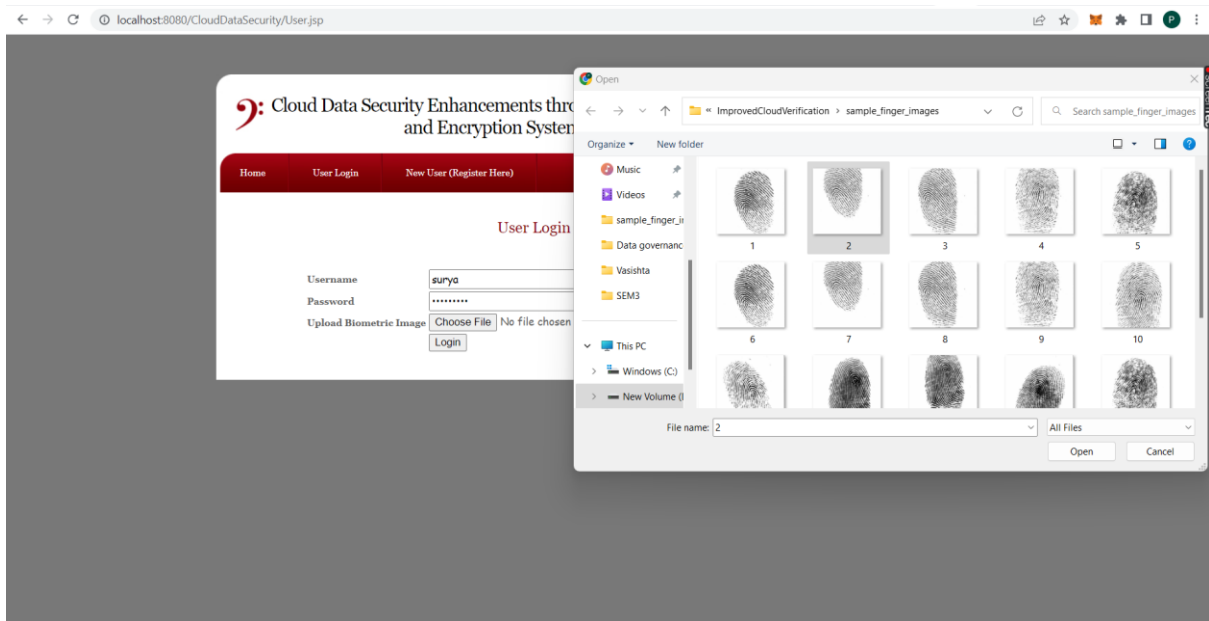 localhost:8080/CloudDataSecurity/User.jsp
P
Cloud Data Security Enhancements thro
and Encryption System
Home User Login New User (Register Here)
User Login
Username surya
Password •••••••••
Upload Biometric Image Choose File No file chosen
Login
Open
« ImprovedCloudVerification › sample_finger_images
Search sample_finger_images
Organize New folder
Music
Videos
sample_finger_ir
Data governanc
Vasishta
SEM3
This PC
Windows (C:)
New Volume (I
1 2 3 4 5
6 7 8 9 10
File name: 2 All Files
Open Cancel